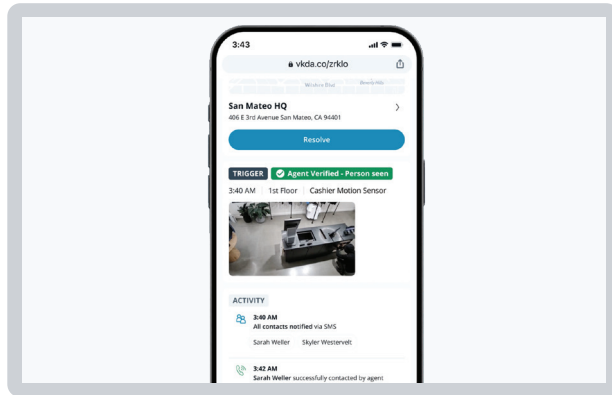 3:43
vkda.co/zrklo
San Mateo HQ
406 E 3rd Avenue San Mateo, CA 94401
Resolve
TRIGGER Agent Verified - Person seen
3:40 AM 1st Floor Cashier Motion Sensor
ACTIVITY
3:40 AM
All contacts notified via SMS
Sarah Weller Skyler Westervelt
3:42 AM
Sarah Weller successfully contacted by agent